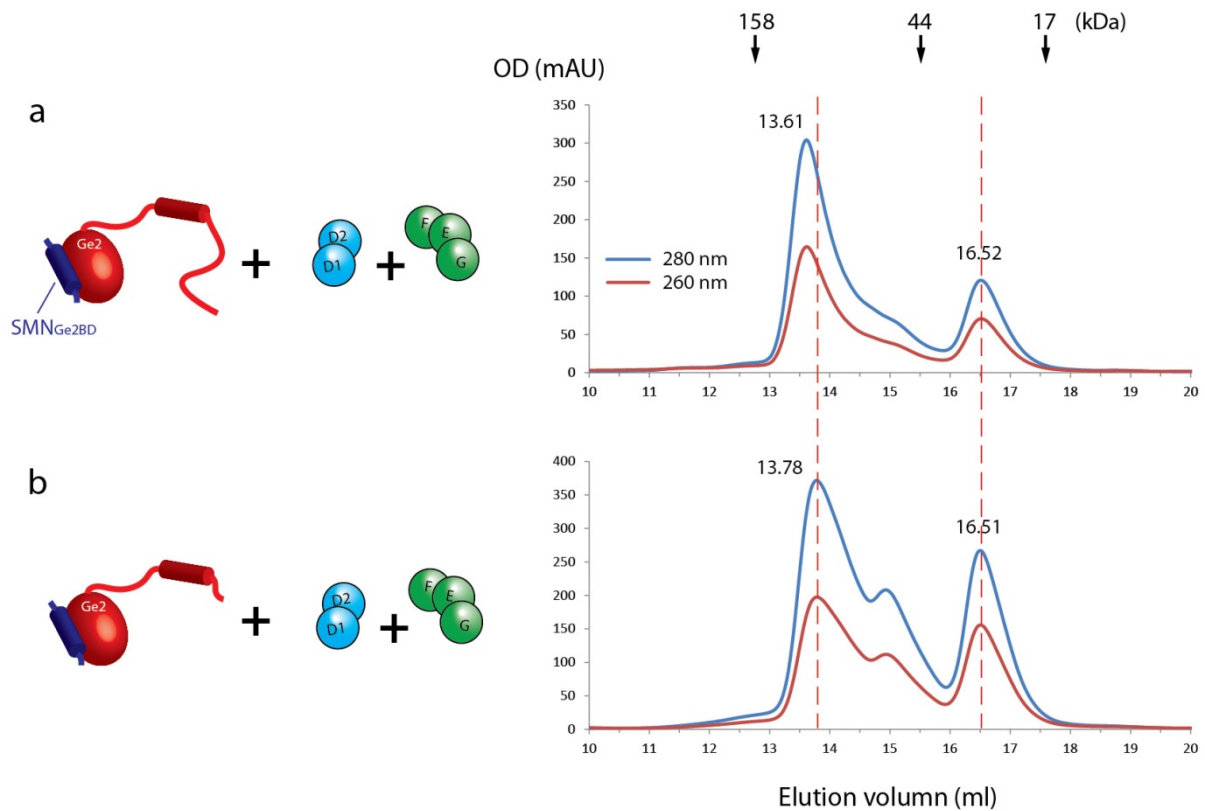 158 44 17 (kDa)
OD (mAU)
a
350
300
250
200
150
100
50
0
13.61
16.52
280 nm
260 nm
Ge2
SMNGe2BD
+
D2
D1
+
F
E
G
10 11 12 13 14 15 16 17 18 19 20
b
400
350
300
250
200
150
100
50
0
13.78
16.51
Ge2
+
D2
D1
+
F
E
G
10 11 12 13 14 15 16 17 18 19 20
Elution volumn (ml)